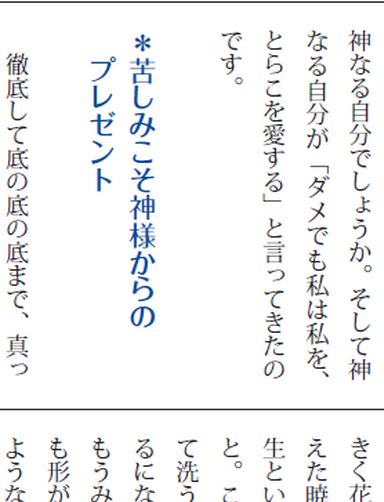 神なる自分でしょうか。そして神
なる自分が「ダメでも私は私を、
とらこを愛する」と言ってきたの
です。
＊苦しみこそ神様からの
プレゼント
徹底して底の底の底まで、真っ
きく花
えた暁
生とい
と。こ
て洗う
るにな
もうみ
も形が
ような